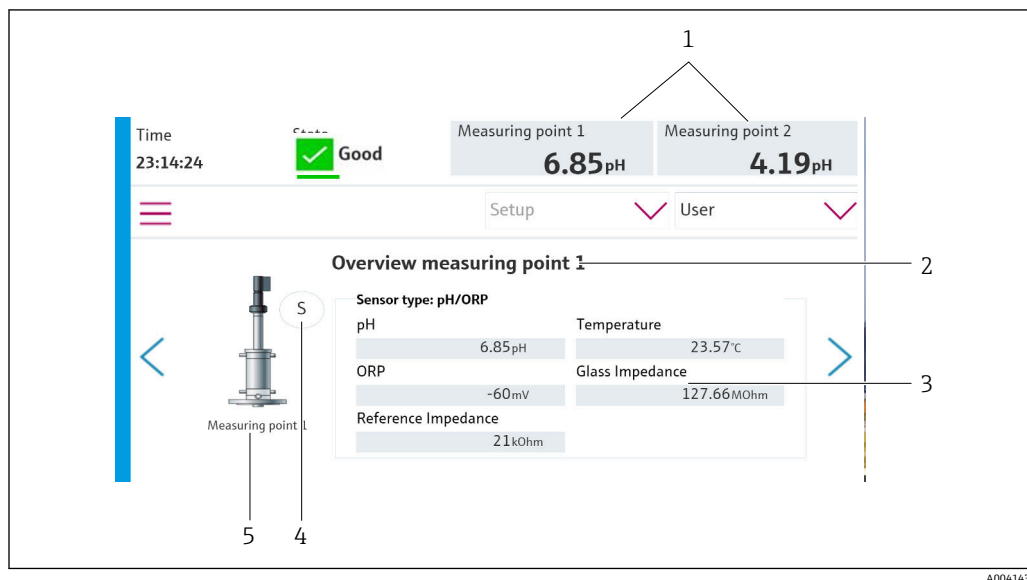 1
Time
State
Measuring point 1
Measuring point 2
23:14:24
Good
6.85pH
4.19pH
Setup
User
Overview measuring point 1
2
S
Sensor type: pH/ORP
pH
Temperature
6.85pH
23.57°C
ORP
Glass Impedance
3
-60mV
127.66MOhm
Measuring point 1
Reference Impedance
21kOhm
5
4